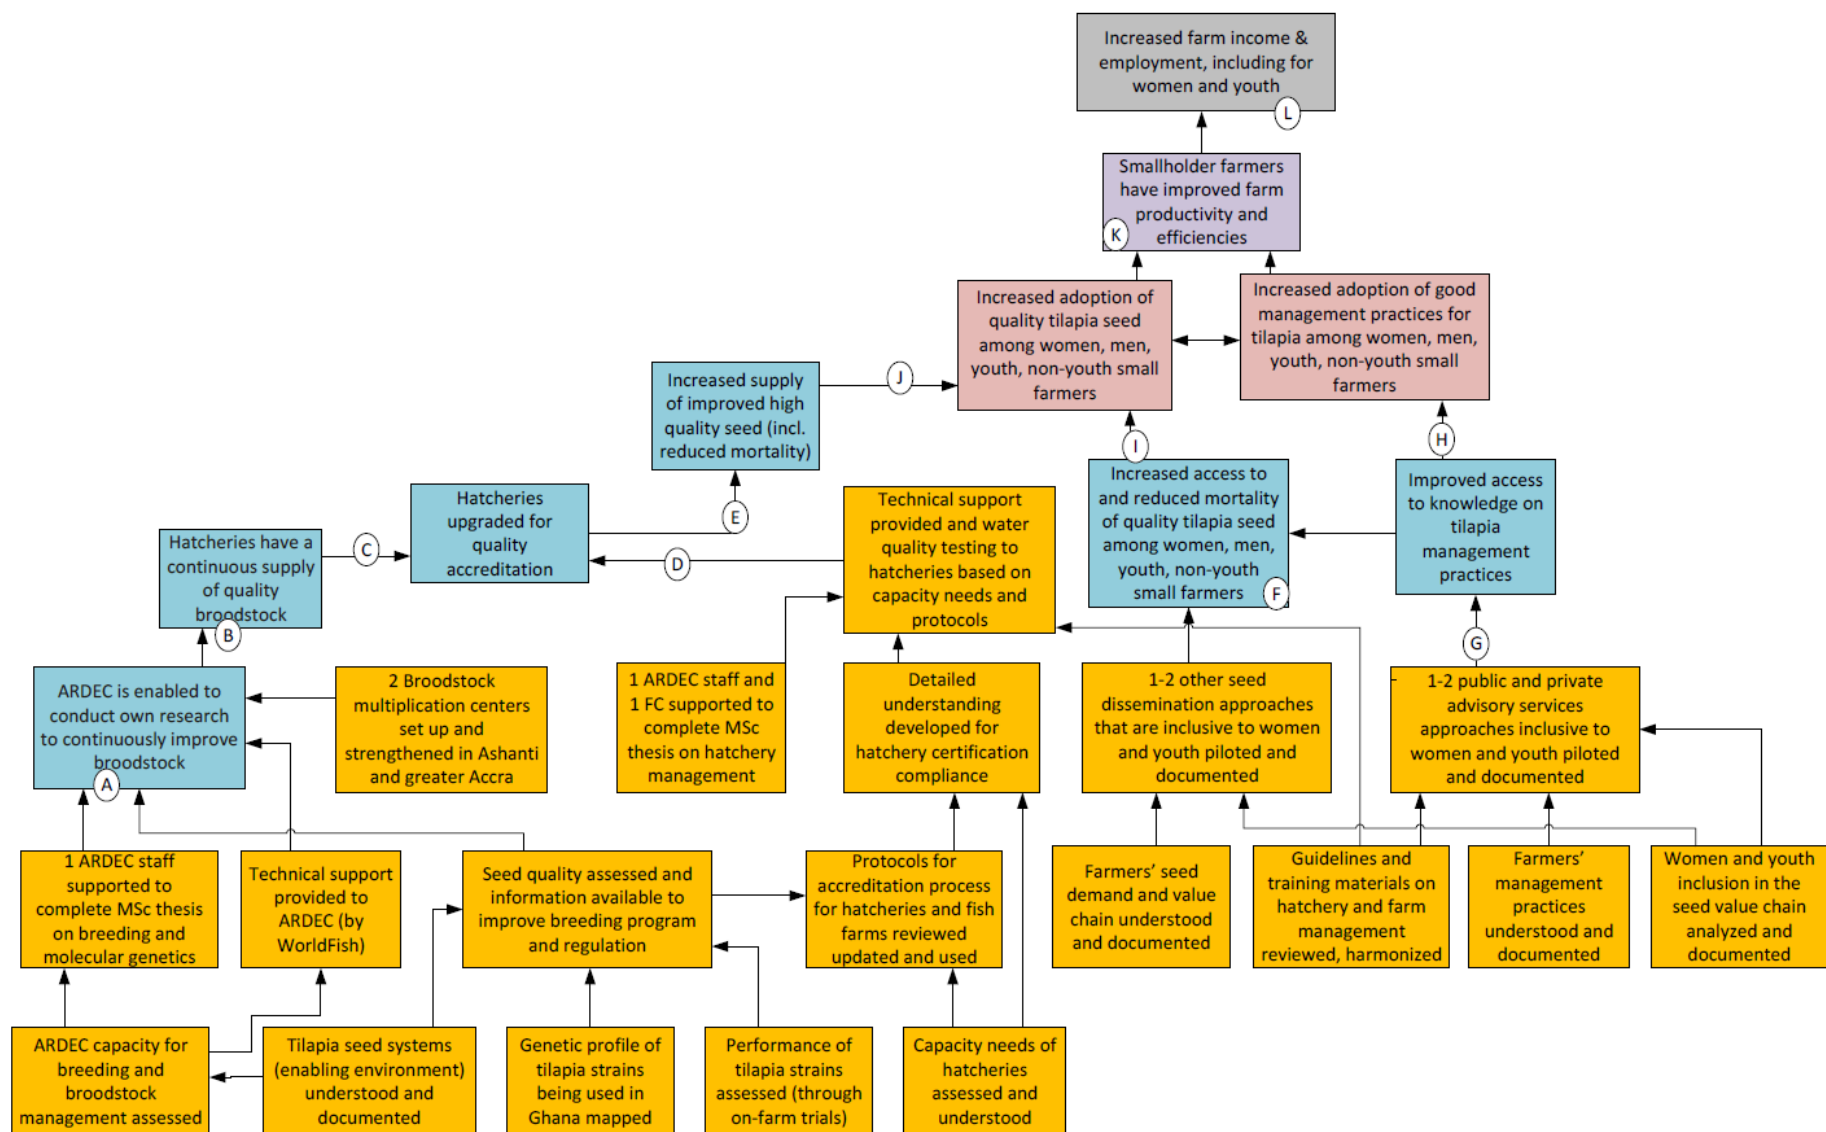 Increased farm income &
employment, including for
women and youth
L
Smallholder farmers
have improved farm
productivity and
efficiencies
K
Increased adoption of
quality tilapia seed
among women, men,
youth, non-youth small
farmers
Increased adoption of good
management practices for
tilapia among women, men,
youth, non-youth small
farmers
Increased supply
of improved high
quality seed (incl.
reduced mortality)
J
I
H
Hatcheries
upgraded for
quality
accreditation
E
Technical support
provided and water
quality testing to
hatcheries based on
capacity needs and
protocols
Increased access to
and reduced mortality
of quality tilapia seed
among women, men,
youth, non-youth
small farmers
F
Improved access
to knowledge on
tilapia
management
practices
Hatcheries have a
continuous supply
of quality
broodstock
B
C
D
G
ARDEC is enabled to
conduct own research
to continuously improve
broodstock
A
2 Broodstock
multiplication centers
set up and
strengthened in Ashanti
and greater Accra
1 ARDEC staff and
1 FC supported to
complete MSc
thesis on hatchery
management
Detailed
understanding
developed for
hatchery certification
compliance
1-2 other seed
dissemination approaches
that are inclusive to women
and youth piloted and
documented
1-2 public and private
advisory services
approaches inclusive to
women and youth piloted
and documented
1 ARDEC staff
supported to
complete MSc thesis
on breeding and
molecular genetics
Technical support
provided to
ARDEC (by
WorldFish)
Seed quality assessed and
information available to
improve breeding program
and regulation
Protocols for
accreditation process
for hatcheries and fish
farms reviewed
updated and used
Farmers’ seed
demand and value
chain understood
and documented
Guidelines and
training materials on
hatchery and farm
management
reviewed, harmonized
Farmers’
management
practices
understood and
documented
Women and youth
inclusion in the
seed value chain
analyzed and
documented
ARDEC capacity for
breeding and
broodstock
management assessed
Tilapia seed systems
(enabling environment)
understood and
documented
Genetic profile of
tilapia strains
being used in
Ghana mapped
Performance of
tilapia strains
assessed (through
on-farm trials)
Capacity needs of
hatcheries
assessed and
understood